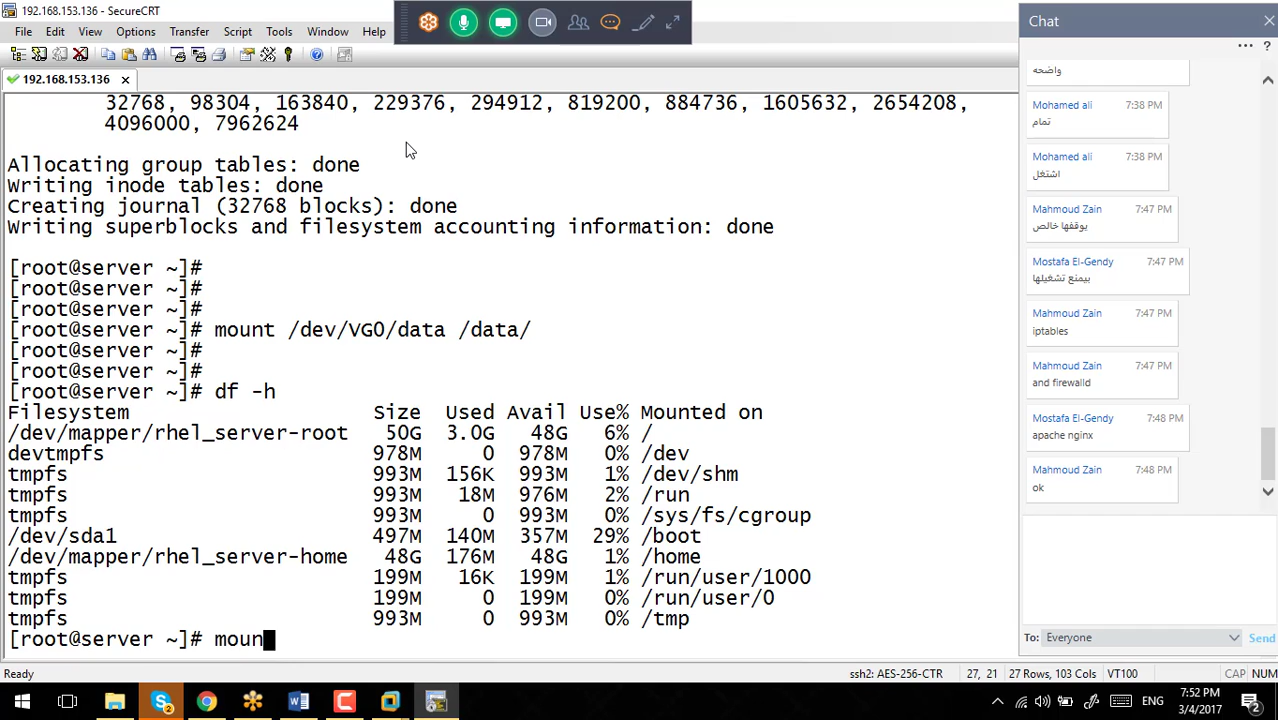 192.168.153.136 - SecureCRT
File Edit View Options Transfer Script Tools Window Help
192.168.153.136
32768, 98304, 163840, 229376, 294912, 819200, 884736, 1605632, 2654208,
4096000, 7962624
Allocating group tables: done
Writing inode tables: done
Creating journal (32768 blocks): done
Writing superblocks and filesystem accounting information: done
[root@server ~]#
[root@server ~]#
[root@server ~]#
[root@server ~]# mount /dev/VG0/data /data/
[root@server ~]#
[root@server ~]#
[root@server ~]# df -h
Filesystem Size Used Avail Use% Mounted on
/dev/mapper/rhel_server-root 50G 3.0G 48G 6% /
devtmpfs 978M 0 978M 0% /dev
tmpfs 993M 156K 993M 1% /dev/shm
tmpfs 993M 18M 976M 2% /run
tmpfs 993M 0 993M 0% /sys/fs/cgroup
/dev/sda1 497M 140M 357M 29% /boot
/dev/mapper/rhel_server-home 48G 176M 48G 1% /home
tmpfs 199M 16K 199M 1% /run/user/1000
tmpfs 199M 0 199M 0% /run/user/0
tmpfs 993M 0 993M 0% /tmp
[root@server ~]# moun
Ready ssh2: AES-256-CTR 27, 21 27 Rows, 103 Cols VT100 CAP NUM
Chat
واضحه
Mohamed ali 7:38 PM
تمام
Mohamed ali 7:38 PM
اشتغل
Mahmoud Zain 7:47 PM
يوقفها خالص
Mostafa El-Gendy 7:47 PM
بيمنع تشغيلها
Mahmoud Zain 7:47 PM
iptables
Mahmoud Zain 7:47 PM
and firewalld
Mostafa El-Gendy 7:48 PM
apache nginx
Mahmoud Zain 7:48 PM
ok
To: Everyone Send
ENG
7:52 PM
3/4/2017
2